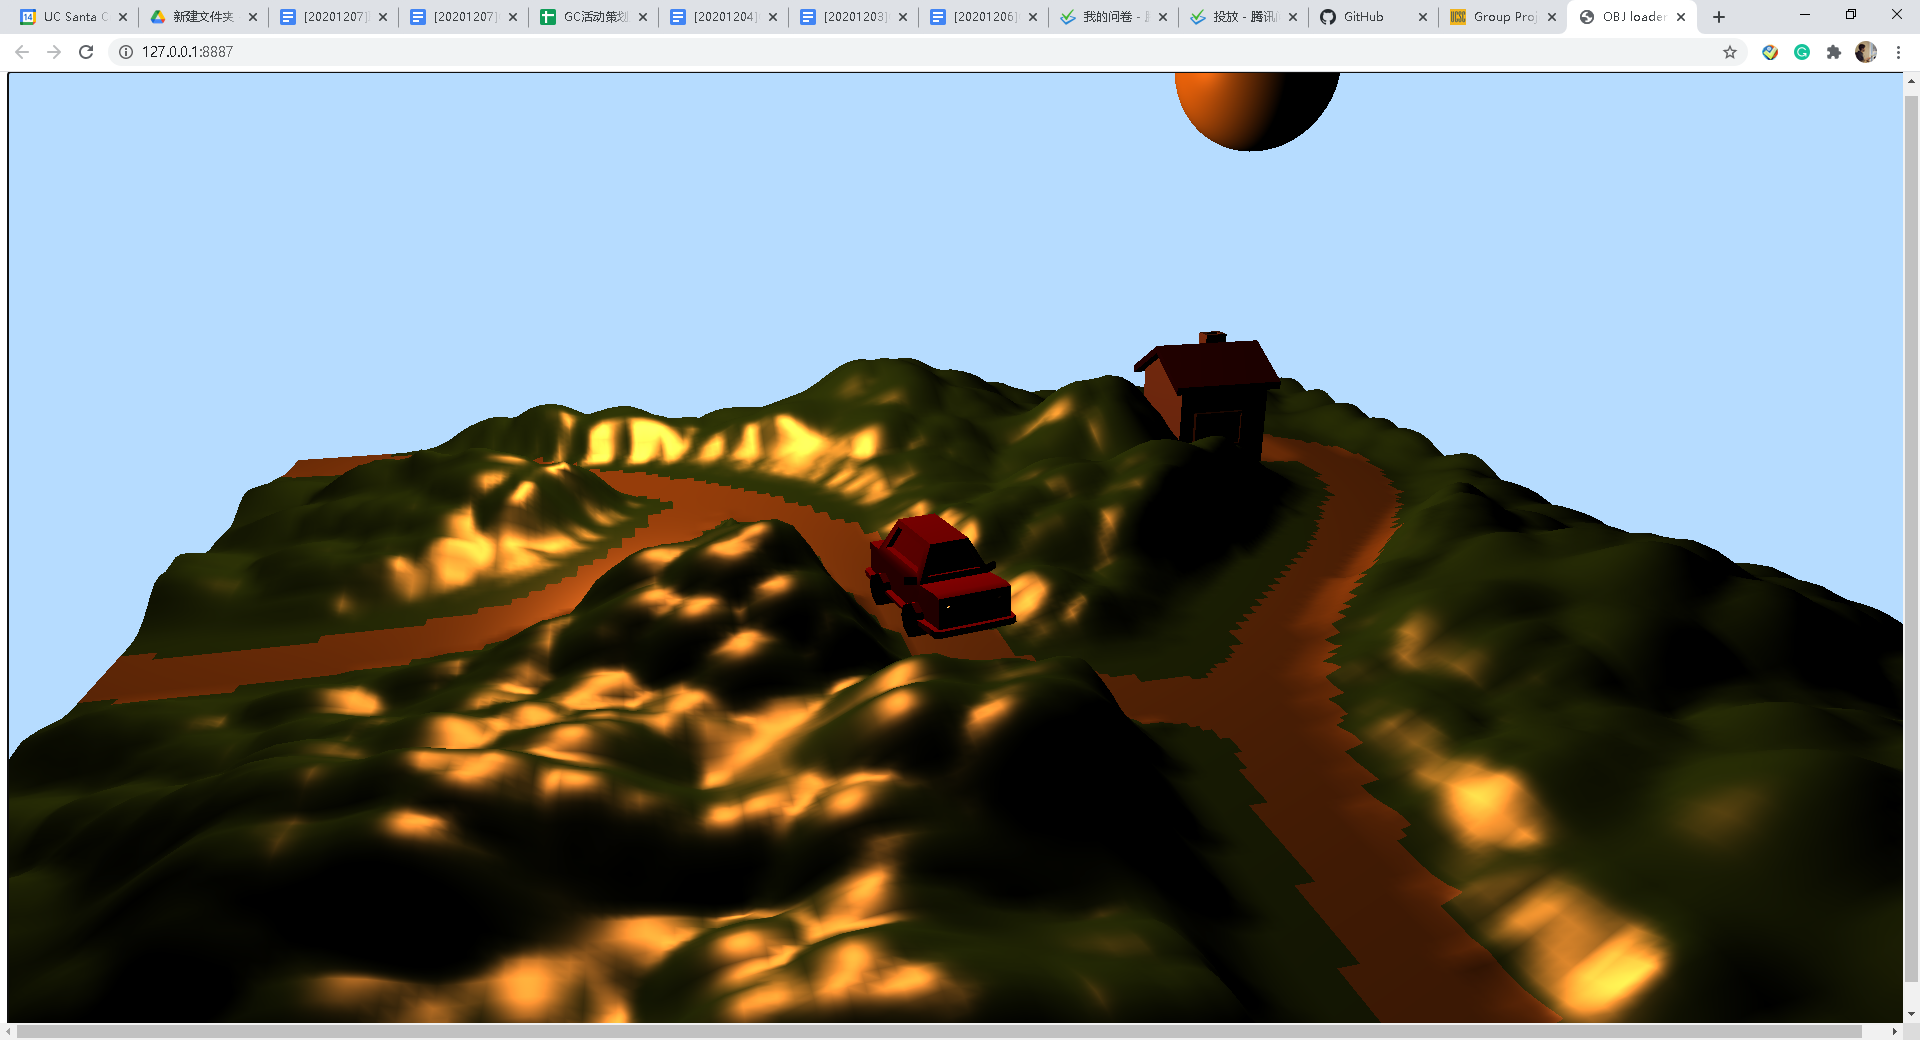 UC Santa C
新建文件夹
[20201207]
[20201207]
GC活动策划
[20201204]
[20201203]
[20201206]
我的问卷 -
投放 - 腾讯
GitHub
UCSC
Group Proj
OBJ loader
127.0.0.1:8887